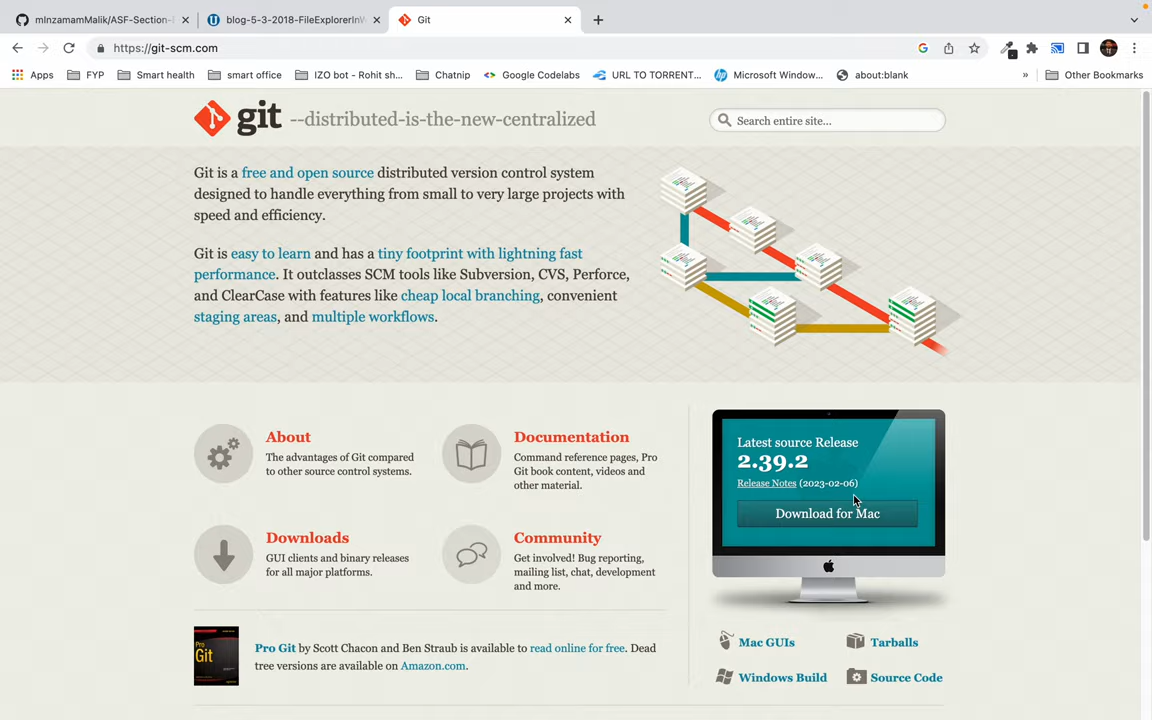 mInzamamMalik/ASF-Section-
blog-5-3-2018-FileExplorerInW
Git
https://git-scm.com
Apps
FYP
Smart health
smart office
IZO bot - Rohit sh...
Chatnip
Google Codelabs
URL TO TORRENT...
Microsoft Window...
about:blank
»
Other Bookmarks
git --distributed-is-the-new-centralized
Search entire site...
Git is a free and open source distributed version control system
designed to handle everything from small to very large projects with
speed and efficiency.
Git is easy to learn and has a tiny footprint with lightning fast
performance. It outclasses SCM tools like Subversion, CVS, Perforce,
and ClearCase with features like cheap local branching, convenient
staging areas, and multiple workflows.
About
The advantages of Git compared
to other source control systems.
Documentation
Command reference pages, Pro
Git book content, videos and
other material.
Downloads
GUI clients and binary releases
for all major platforms.
Community
Get involved! Bug reporting,
mailing list, chat, development
and more.
Latest source Release
2.39.2
Release Notes (2023-02-06)
Download for Mac
Mac GUIs
Tarballs
Windows Build
Source Code
Pro
Git
Pro Git by Scott Chacon and Ben Straub is available to read online for free. Dead
tree versions are available on Amazon.com.